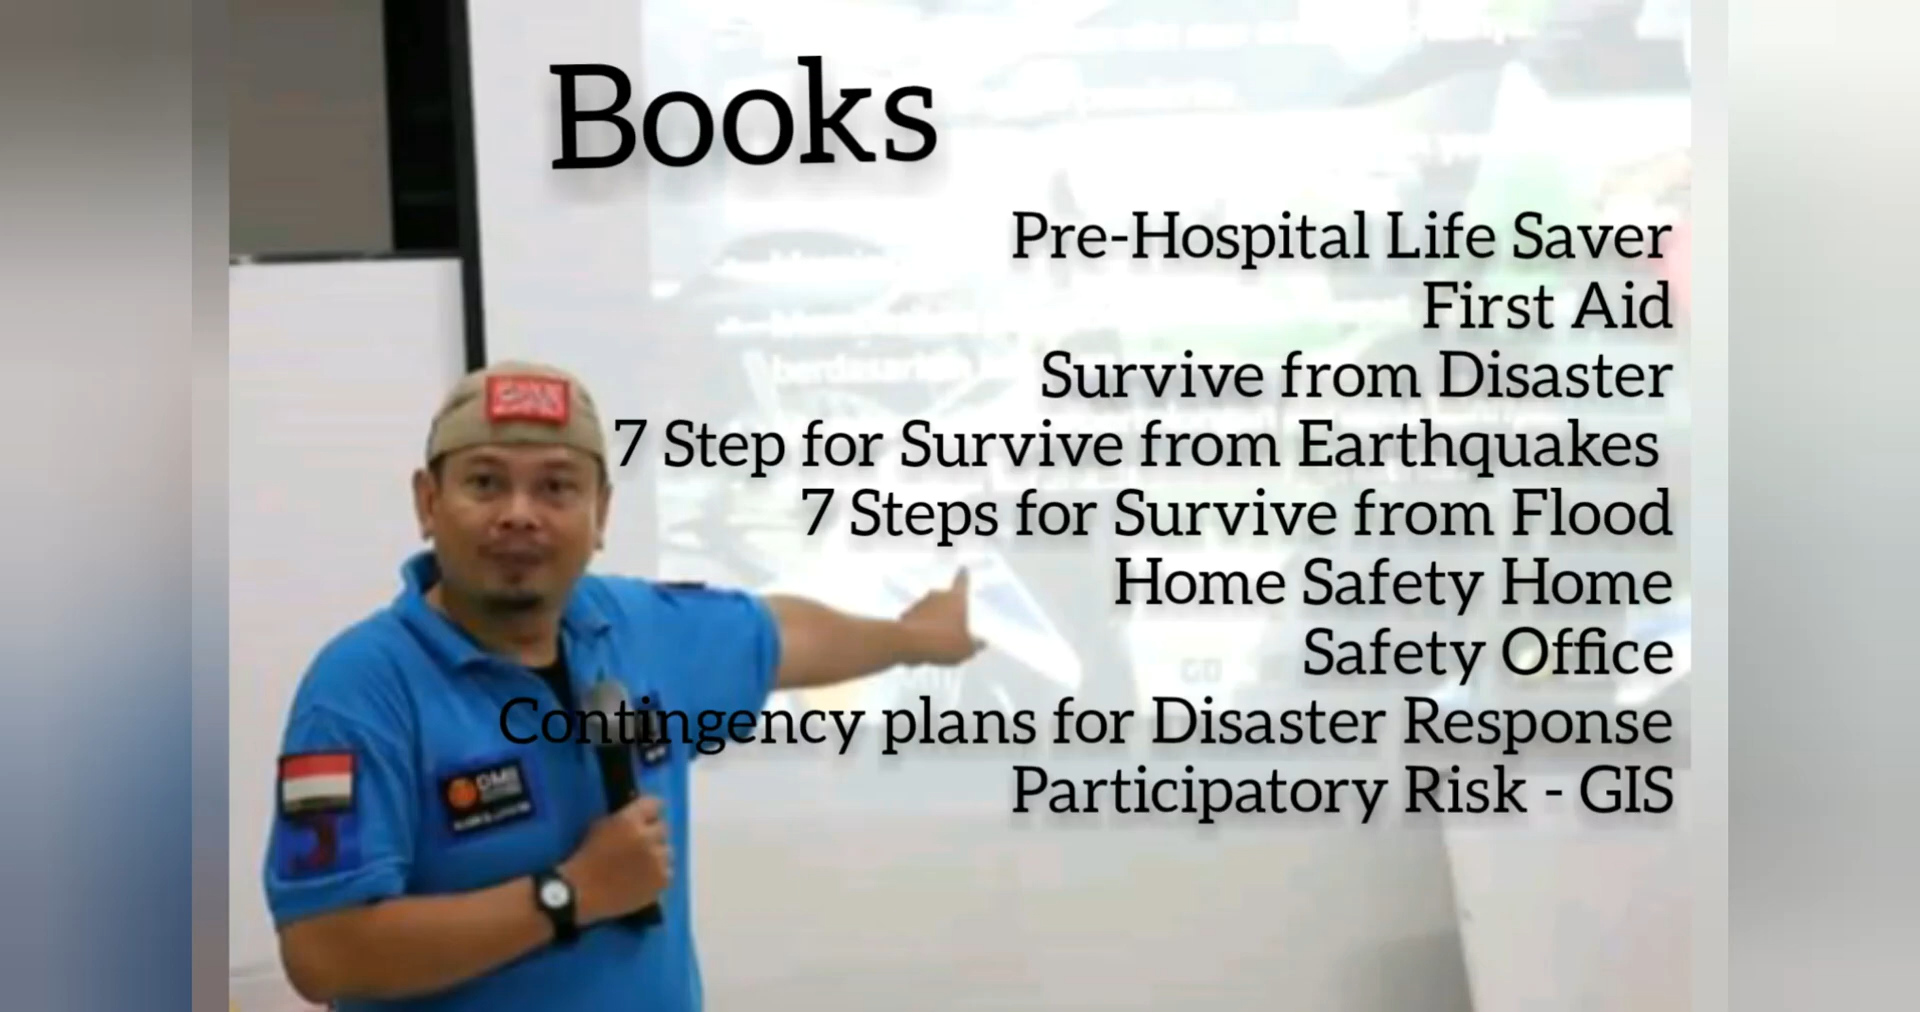 Books
Pre-Hospital Life Saver
First Aid
Survive from Disaster
7 Step for Survive from Earthquakes
7 Steps for Survive from Flood
Home Safety Home
Safety Office
Contingency plans for Disaster Response
Participatory Risk - GIS